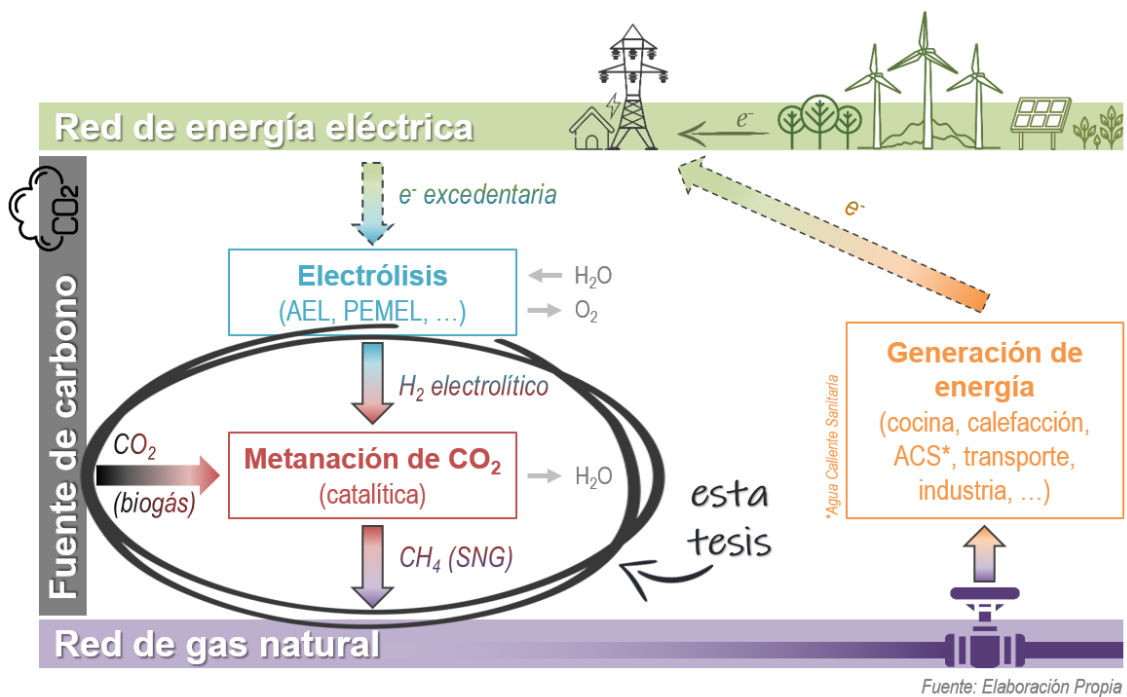 Red de energía eléctrica
e⁻
CO₂
Fuente de carbono
e⁻ excedentaria
e⁻
Electrólisis
(AEL, PEMEL, …)
H₂O
O₂
H₂ electrolítico
CO₂
(biogás)
Metanación de CO₂
(catalítica)
H₂O
CH₄ (SNG)
esta
tesis
Generación de
energía
(cocina, calefacción,
ACS*, transporte,
industria, …)
*Agua Caliente Sanitaria
Red de gas natural
Fuente: Elaboración Propia